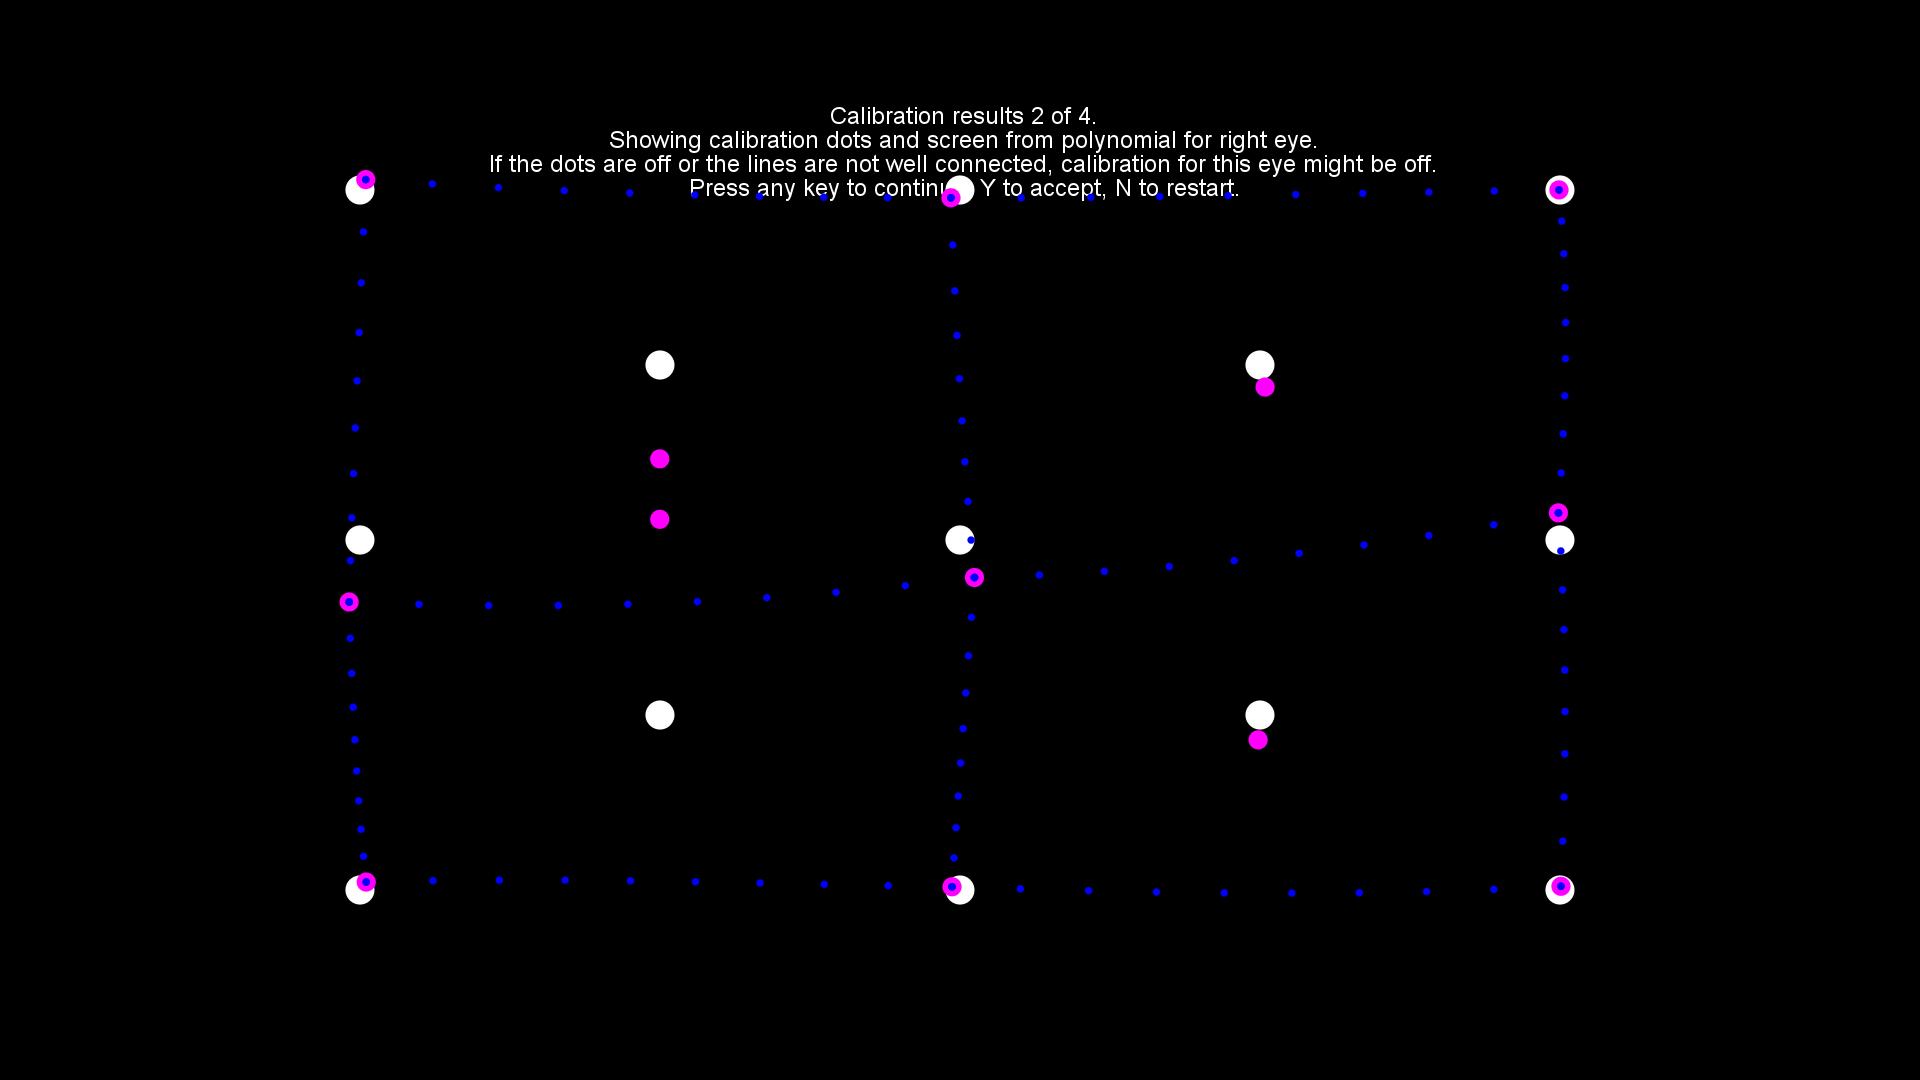 Calibration results 2 of 4.
Showing calibration dots and screen from polynomial for right eye.
If the dots are off or the lines are not well connected, calibration for this eye might be off.
Press any key to continu Y to accept, N to restart.